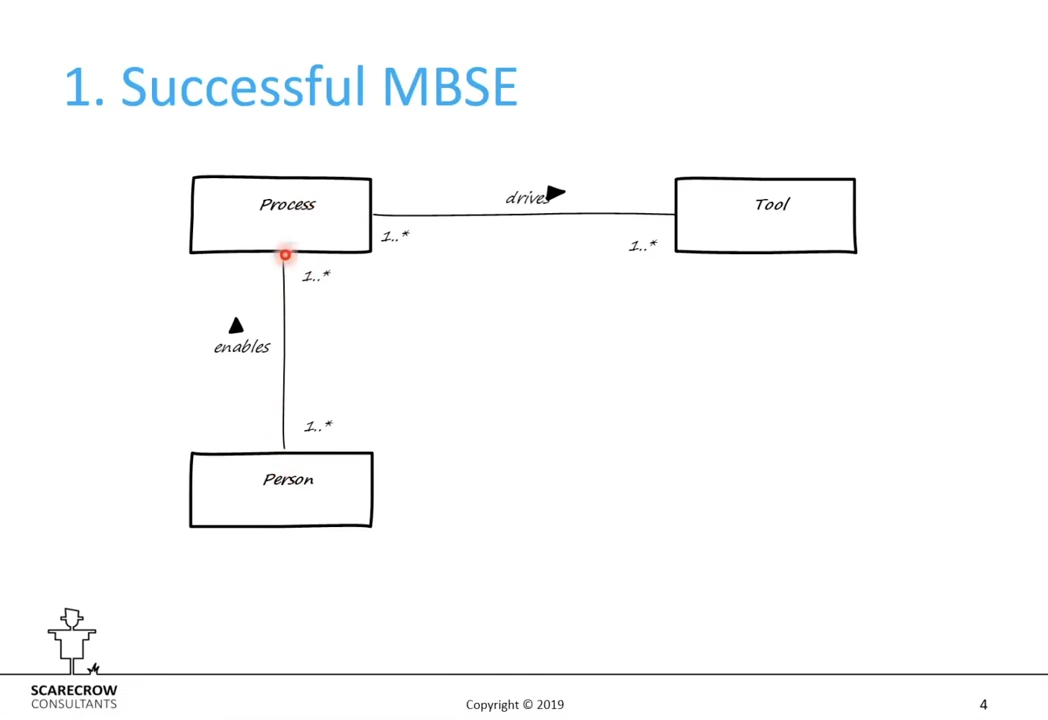 1. Successful MBSE
Process
drives
Tool
1..*
1..*
1..*
enables
1..*
Person
SCARECROW
CONSULTANTS
Copyright © 2019
4